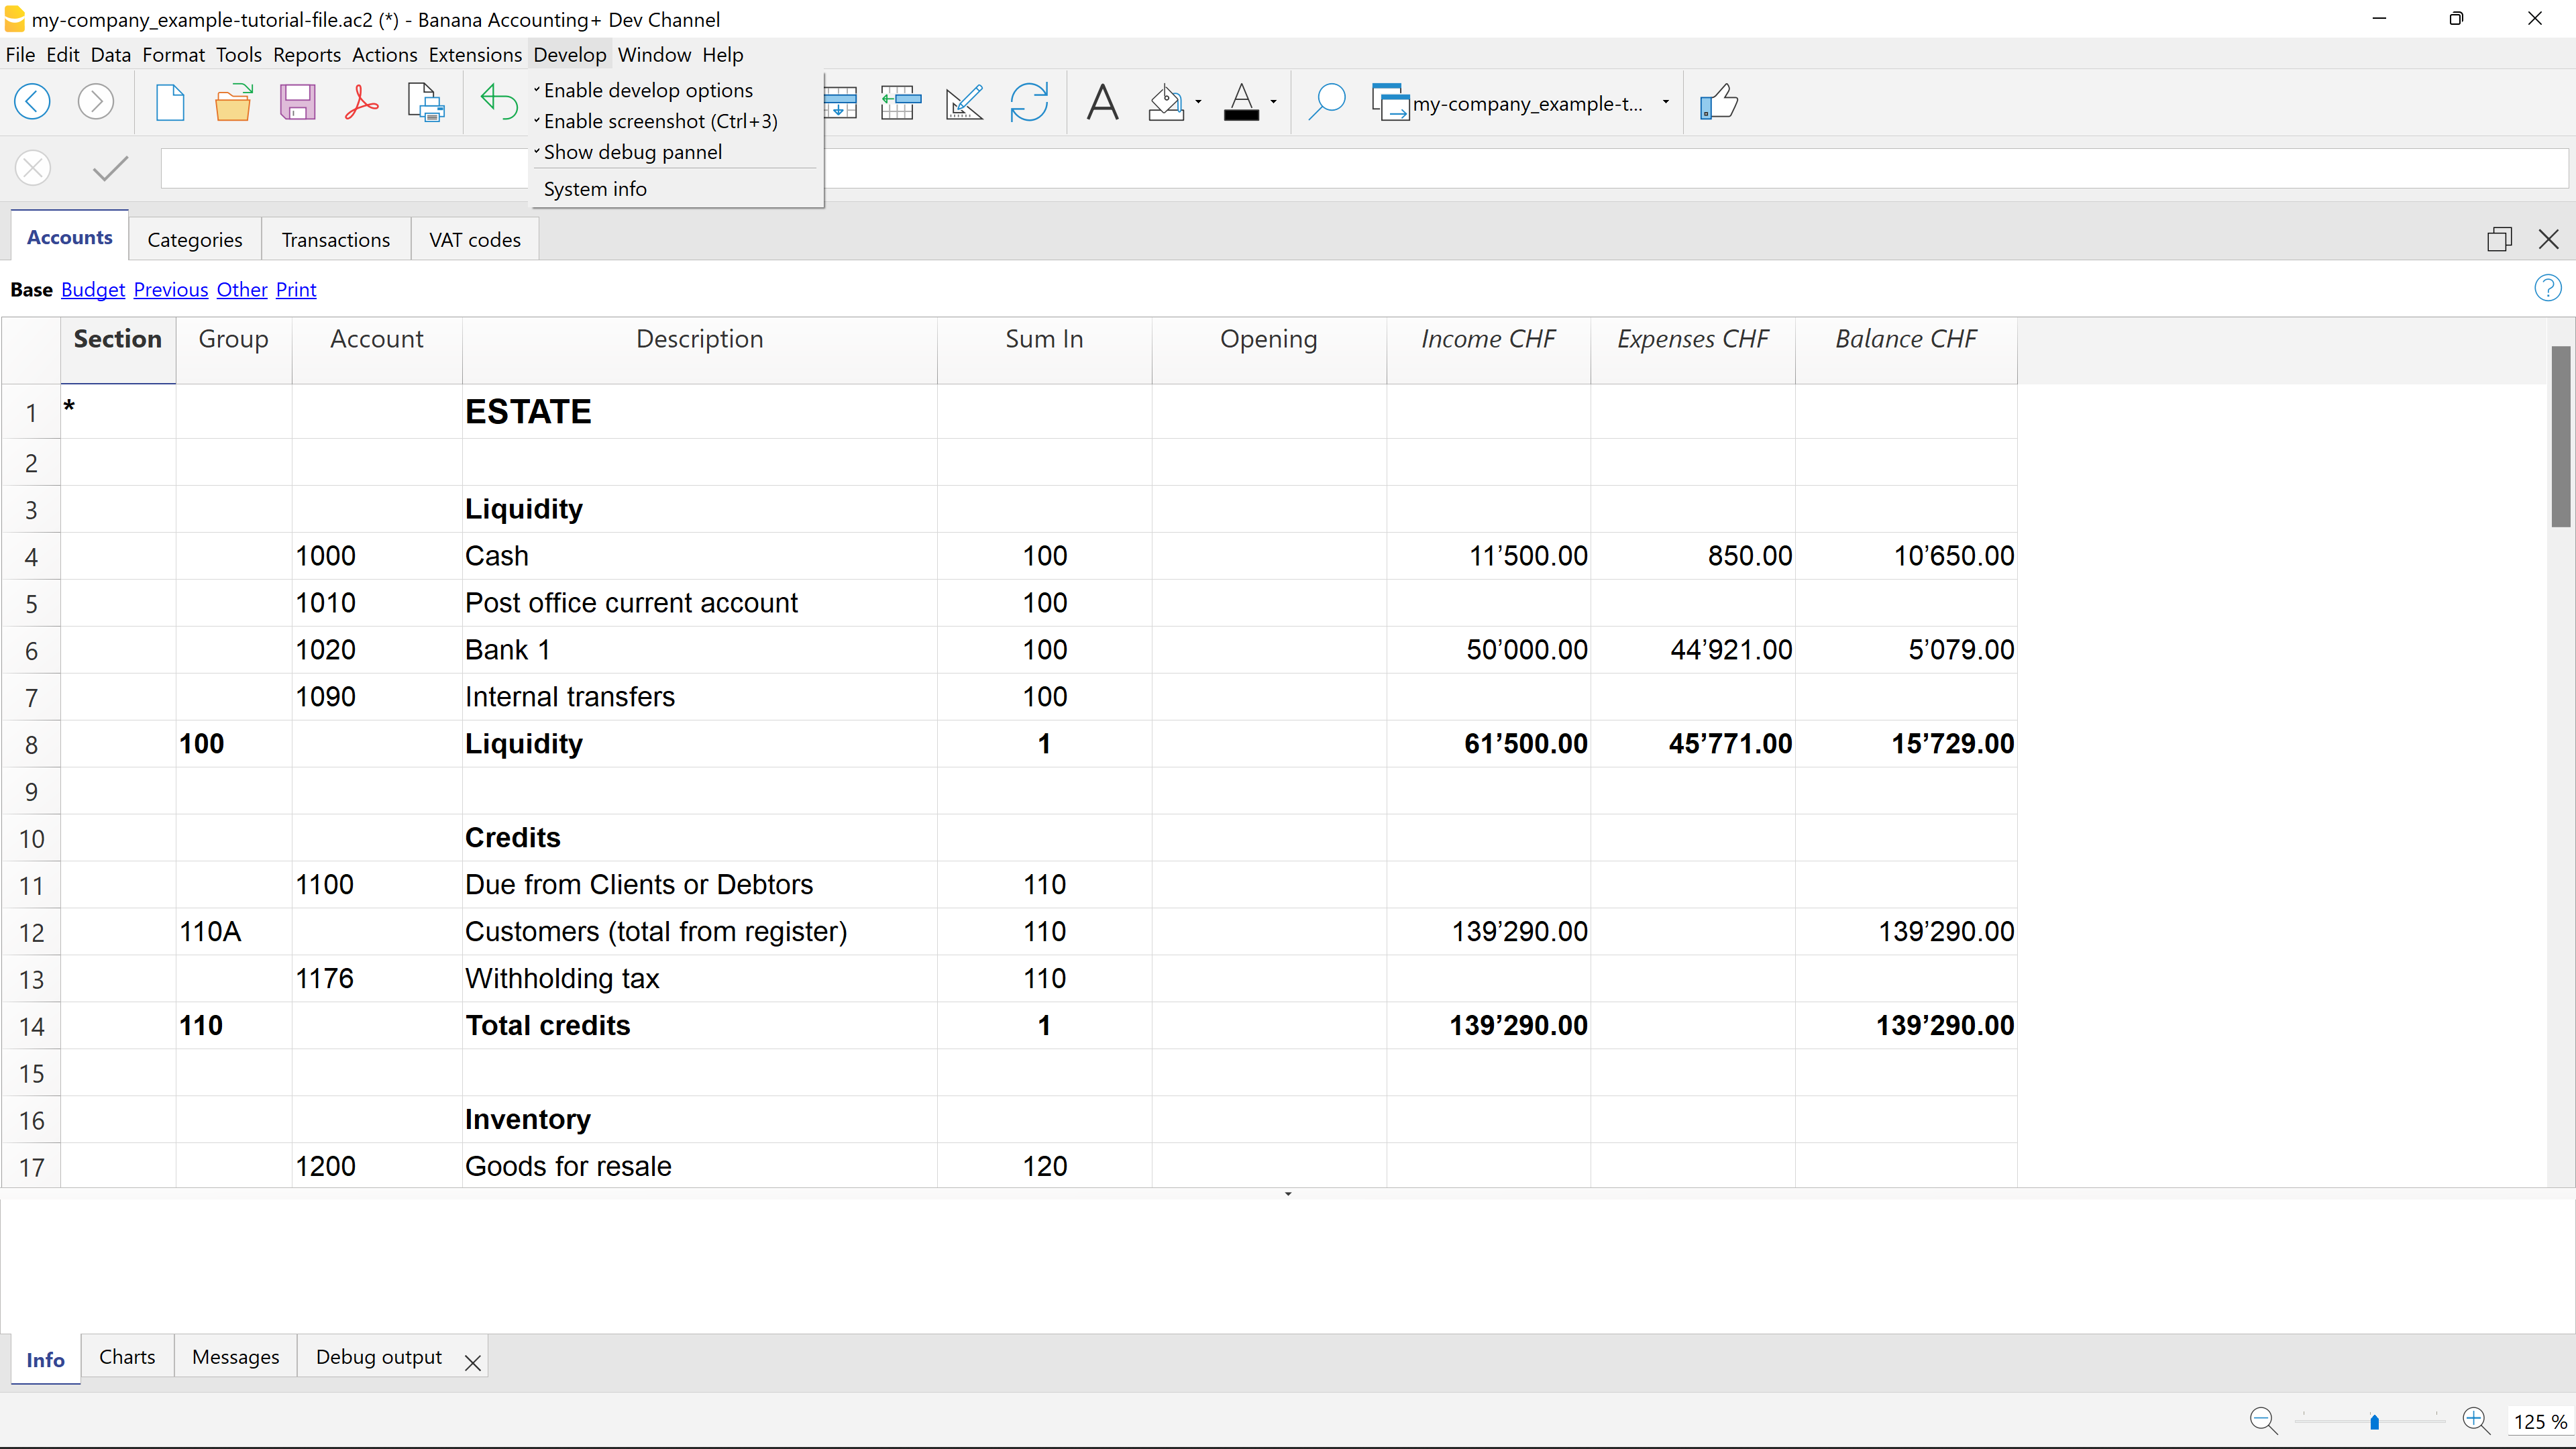 my-company_example-tutorial-file.ac2 (*) - Banana Accounting+ Dev Channel
File Edit Data Format Tools Reports Actions Extensions Develop Window Help
Enable develop options
Enable screenshot (Ctrl+3)
Show debug pannel
System info
my-company_example-t...
Accounts Categories Transactions VAT codes
Base Budget Previous Other Print
Section Group Account Description Sum In Opening Income CHF Expenses CHF Balance CHF
1 * ESTATE
2
3 Liquidity
4 1000 Cash 100 11’500.00 850.00 10’650.00
5 1010 Post office current account 100
6 1020 Bank 1 100 50’000.00 44’921.00 5’079.00
7 1090 Internal transfers 100
8 100 Liquidity 1 61’500.00 45’771.00 15’729.00
9
10 Credits
11 1100 Due from Clients or Debtors 110
12 110A Customers (total from register) 110 139’290.00 139’290.00
13 1176 Withholding tax 110
14 110 Total credits 1 139’290.00 139’290.00
15
16 Inventory
17 1200 Goods for resale 120
Info Charts Messages Debug output
125 %